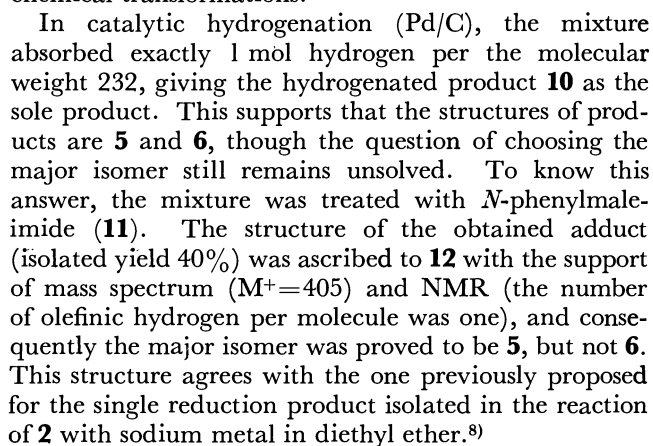 In catalytic hydrogenation (Pd/C), the mixture
absorbed exactly 1 mol hydrogen per the molecular
weight 232, giving the hydrogenated product 10 as the
sole product. This supports that the structures of prod-
ucts are 5 and 6, though the question of choosing the
major isomer still remains unsolved. To know this
answer, the mixture was treated with N-phenylmale-
imide (11). The structure of the obtained adduct
(isolated yield 40%) was ascribed to 12 with the support
of mass spectrum (M+=405) and NMR (the number
of olefinic hydrogen per molecule was one), and conse-
quently the major isomer was proved to be 5, but not 6.
This structure agrees with the one previously proposed
for the single reduction product isolated in the reaction
of 2 with sodium metal in diethyl ether.8)